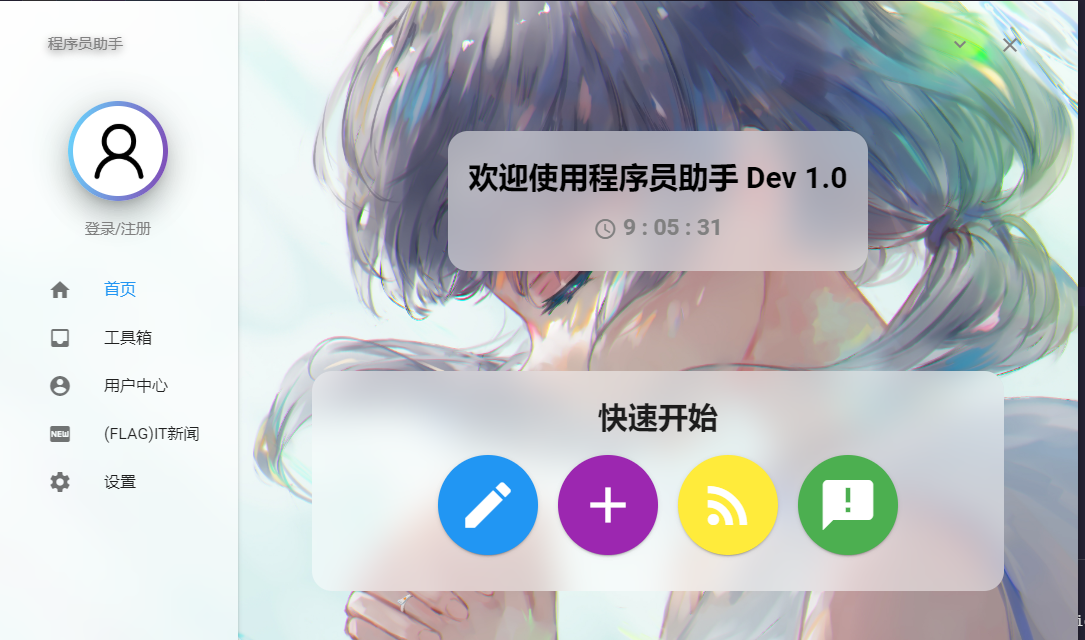 程序员助手
登录/注册
首页
工具箱
用户中心
NEW
(FLAG)IT新闻
设置
欢迎使用程序员助手 Dev 1.0
9 : 05 : 31
快速开始